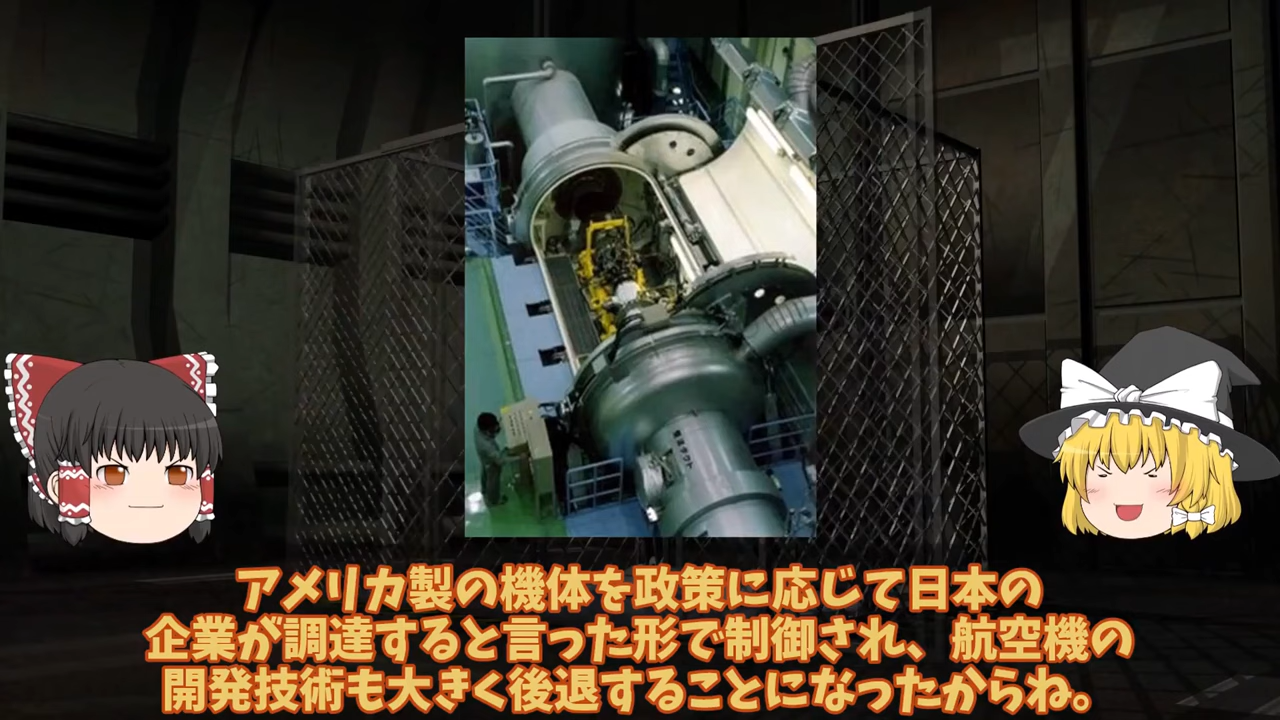 アメリカ製の機体を政策に応じて日本の
企業が調達すると言った形で制御され、航空機の
開発技術も大きく後退することになったからね。